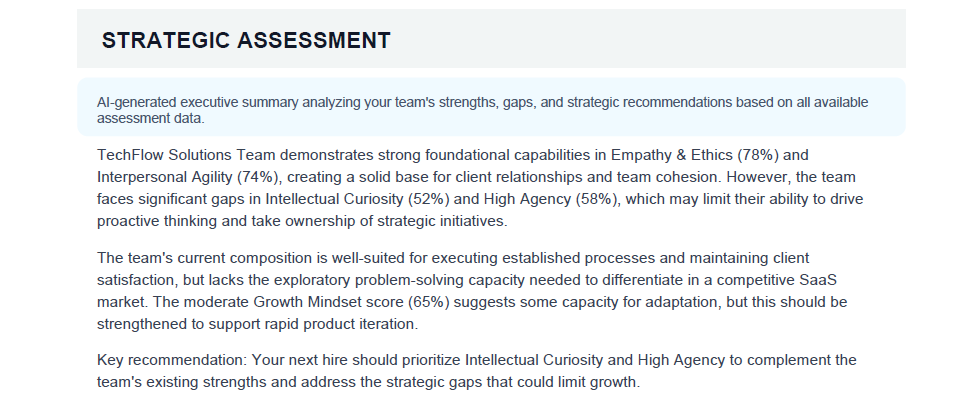 STRATEGIC ASSESSMENT
AI-generated executive summary analyzing your team's strengths, gaps, and strategic recommendations based on all available
assessment data.
TechFlow Solutions Team demonstrates strong foundational capabilities in Empathy & Ethics (78%) and
Interpersonal Agility (74%), creating a solid base for client relationships and team cohesion. However, the team
faces significant gaps in Intellectual Curiosity (52%) and High Agency (58%), which may limit their ability to drive
proactive thinking and take ownership of strategic initiatives.
The team's current composition is well-suited for executing established processes and maintaining client
satisfaction, but lacks the exploratory problem-solving capacity needed to differentiate in a competitive SaaS
market. The moderate Growth Mindset score (65%) suggests some capacity for adaptation, but this should be
strengthened to support rapid product iteration.
Key recommendation: Your next hire should prioritize Intellectual Curiosity and High Agency to complement the
team's existing strengths and address the strategic gaps that could limit growth.